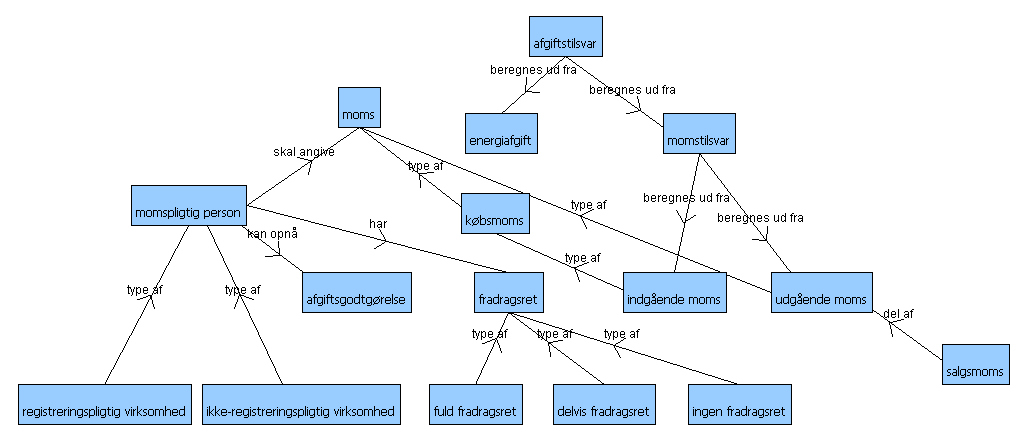 afgiftstilsvar
beregnes ud fra
beregnes ud fra
moms
energiafgift
momstilsvar
skal angive
type af
momspligtig person
købsmoms
beregnes ud fra
type af
beregnes ud fra
har
kan opnå
type af
type af
type af
afgiftsgodtgørelse
fradragsret
indgående moms
udgående moms
del af
type af
type af
type af
salgsmoms
registreringspligtig virksomhed
ikke-registreringspligtig virksomhed
fuld fradragsret
delvis fradragsret
ingen fradragsret